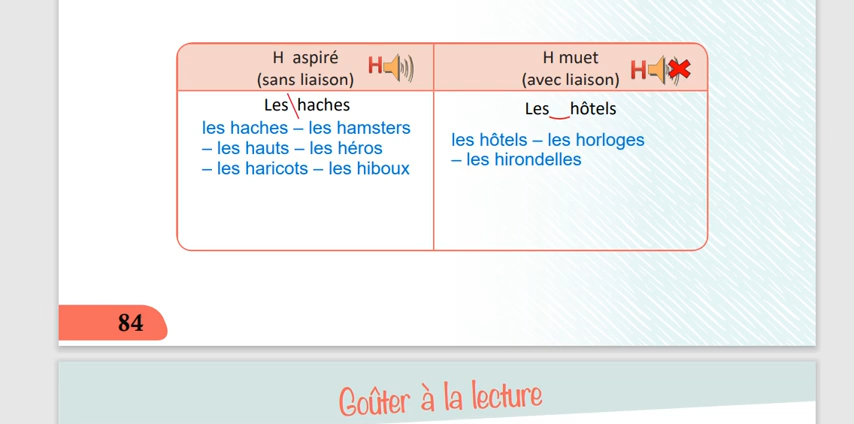 H aspiré
(sans liaison)
H
Les haches
les haches – les hamsters
– les hauts – les héros
– les haricots – les hiboux
H muet
(avec liaison)
H
Les hôtels
les hôtels – les horloges
– les hirondelles
84
Goûter à la lecture